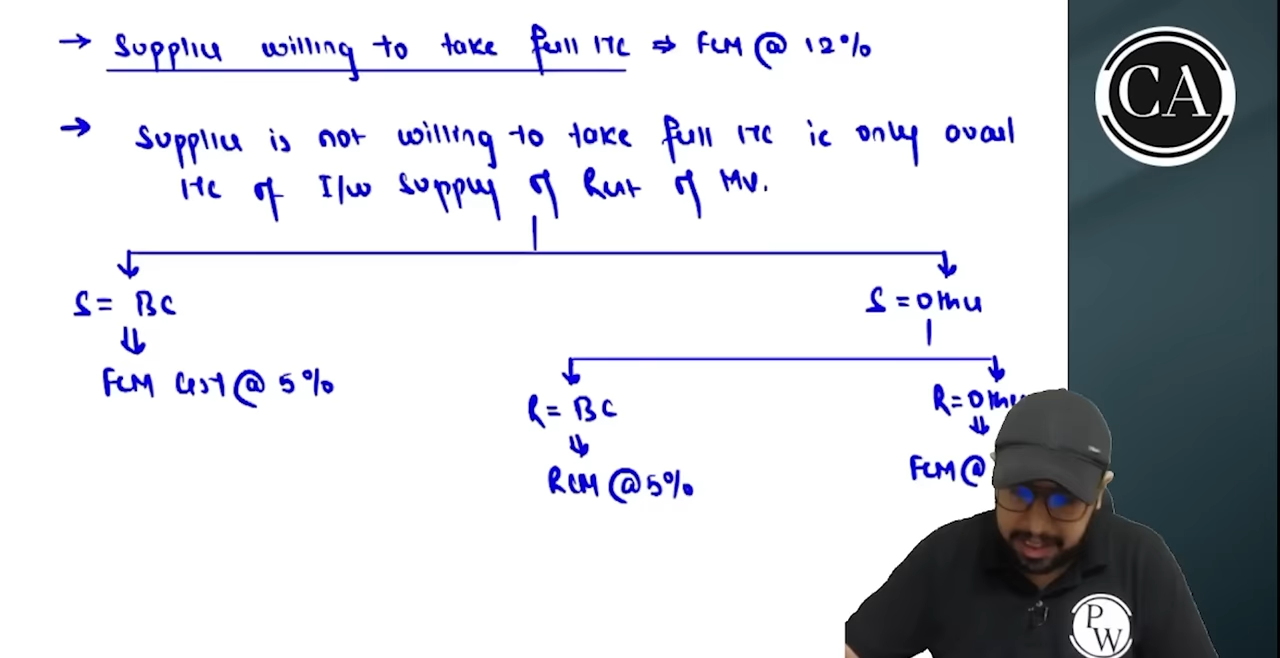 → Supplier willing to take full ITC ⇒ FCM @ 12%
→ Supplier is not willing to take full ITC ie only avail
ITC of I/w supply of Rent of MV.
S = BC
S = Other
FCM GST @ 5%
R = BC
R = Other
RCM @ 5%
FCM @
CA
PW